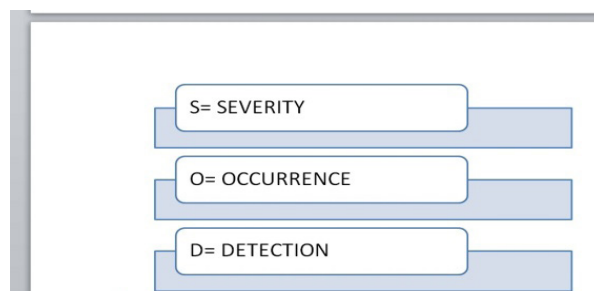 S= SEVERITY
O= OCCURRENCE
D= DETECTION